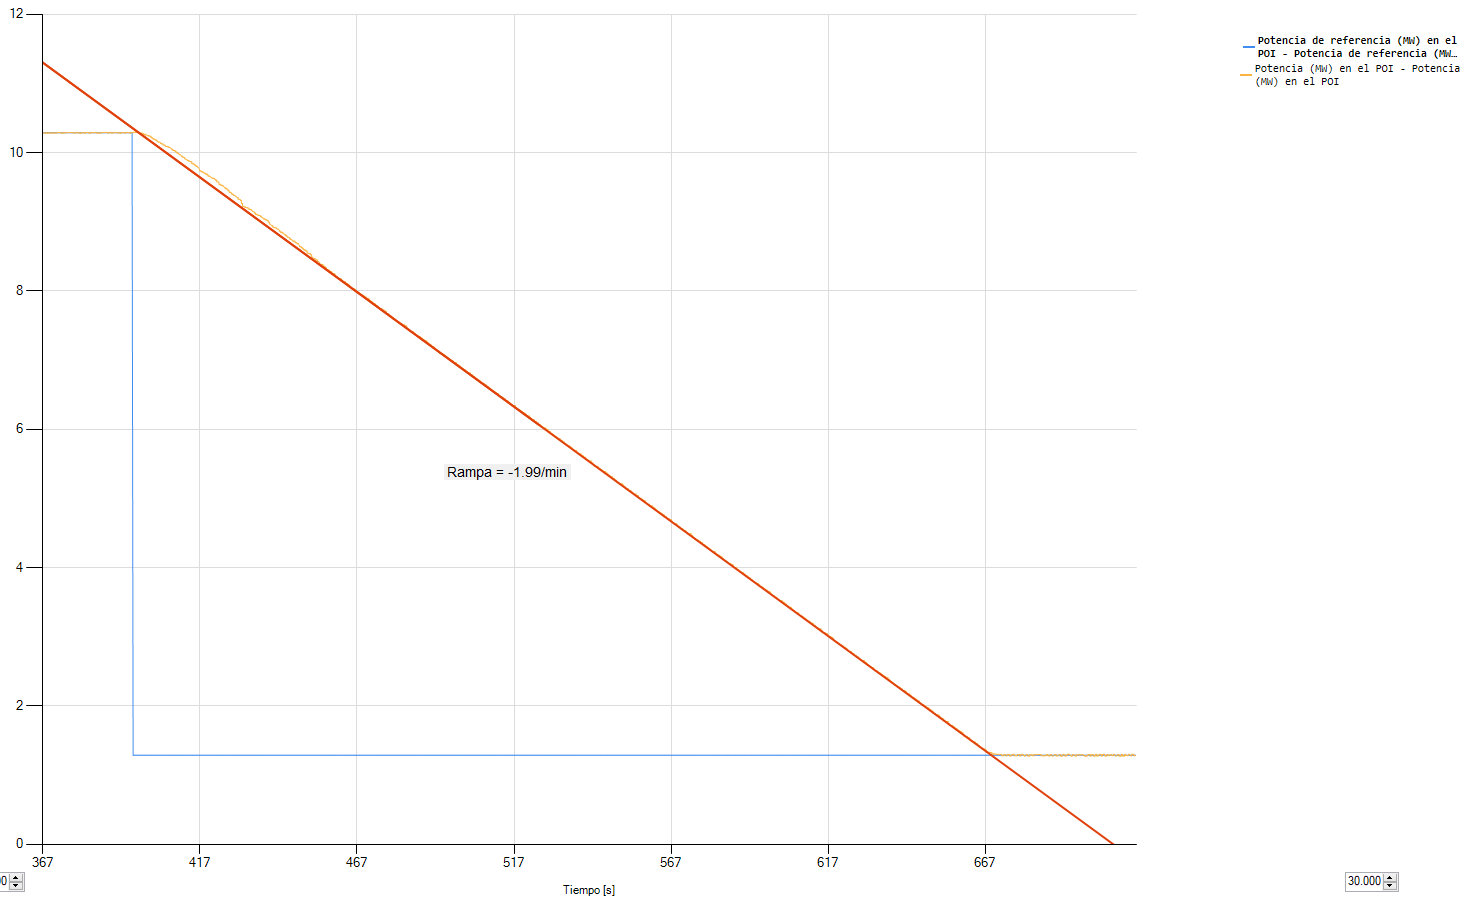 12
Potencia de referencia (MW) en el
POI - Potencia de referencia (MW…
Potencia (MW) en el POI - Potencia
(MW) en el POI
10
8
6
Rampa = -1.99/min
4
2
0
367 417 467 517 567 617 667
Tiempo [s]
30.000